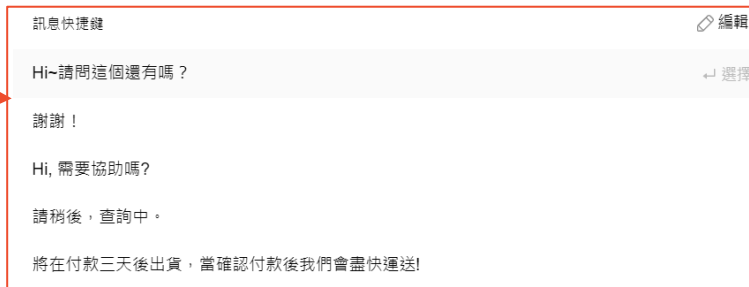 訊息快捷鍵 編輯
Hi~請問這個還有嗎？ 選擇
謝謝！
Hi, 需要協助嗎?
請稍後，查詢中。
將在付款三天後出貨，當確認付款後我們會盡快運送!